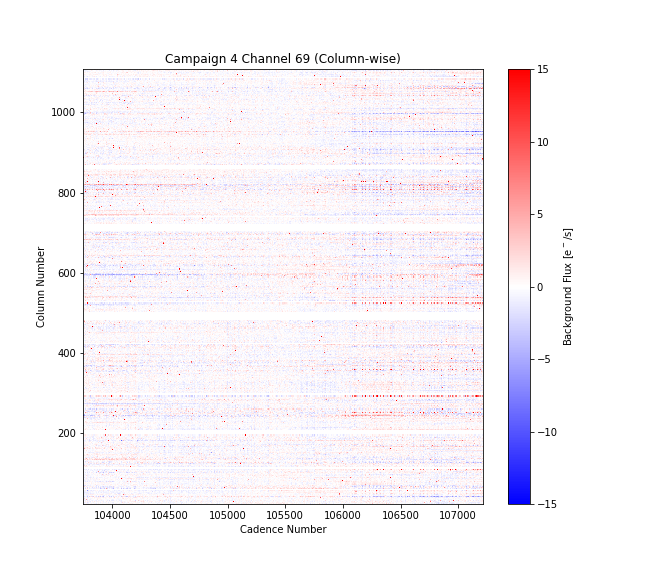 Campaign 4 Channel 69 (Column-wise)
1000
800
600
400
200
Column Number
104000 104500 105000 105500 106000 106500 107000
Cadence Number
15
10
5
0
−5
−10
−15
Background Flux [e⁻/s]